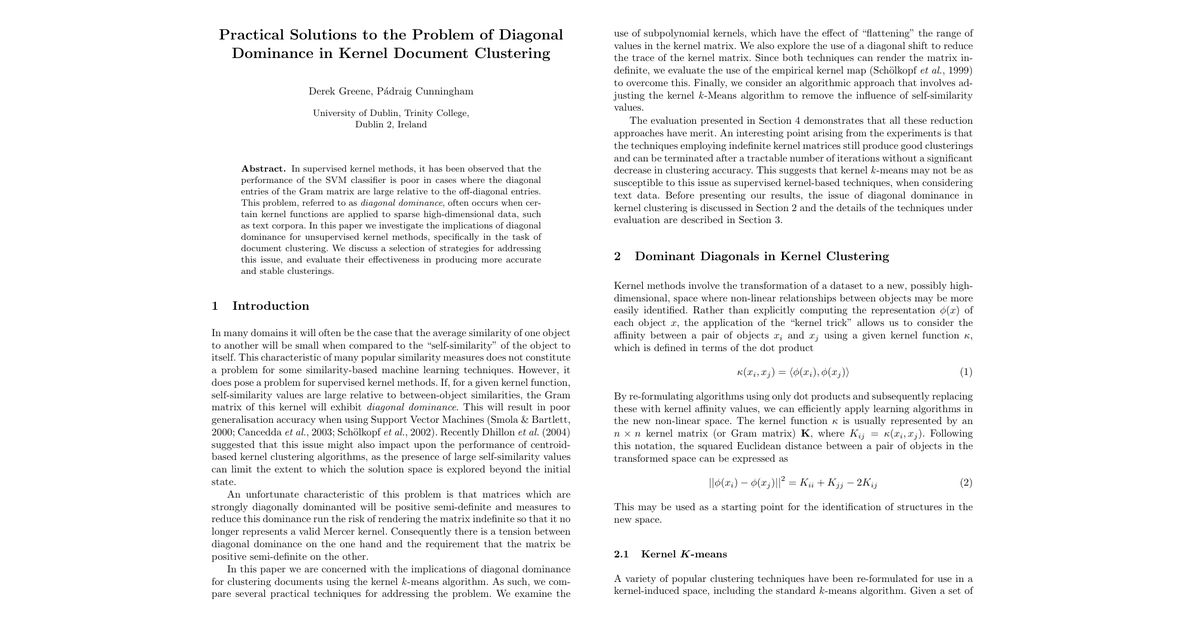 Practical Solutions to the Problem of Diagonal
Dominance in Kernel Document Clustering
Derek Greene, Pádraig Cunningham
University of Dublin, Trinity College,
Dublin 2, Ireland
Abstract. In supervised kernel methods, it has been observed that the
performance of the SVM classifier is poor in cases where the diagonal
entries of the Gram matrix are large relative to the off-diagonal entries.
This problem, referred to as diagonal dominance, often occurs when cer-
tain kernel functions are applied to sparse high-dimensional data, such
as text corpora. In this paper we investigate the implications of diagonal
dominance for unsupervised kernel methods, specifically in the task of
document clustering. We discuss a selection of strategies for addressing
this issue, and evaluate their effectiveness in producing more accurate
and stable clusterings.
1 Introduction
In many domains it will often be the case that the average similarity of one object
to another will be small when compared to the “self-similarity” of the object to
itself. This characteristic of many popular similarity measures does not constitute
a problem for some similarity-based machine learning techniques. However, it
does pose a problem for supervised kernel methods. If, for a given kernel function,
self-similarity values are large relative to between-object similarities, the Gram
matrix of this kernel will exhibit diagonal dominance. This will result in poor
generalisation accuracy when using Support Vector Machines (Smola & Bartlett,
2000; Cancedda et al., 2003; Schölkopf et al., 2002). Recently Dhillon et al. (2004)
suggested that this issue might also impact upon the performance of centroid-
based kernel clustering algorithms, as the presence of large self-similarity values
can limit the extent to which the solution space is explored beyond the initial
state.
An unfortunate characteristic of this problem is that matrices which are
strongly diagonally dominanted will be positive semi-definite and measures to
reduce this dominance run the risk of rendering the matrix indefinite so that it no
longer represents a valid Mercer kernel. Consequently there is a tension between
diagonal dominance on the one hand and the requirement that the matrix be
positive semi-definite on the other.
In this paper we are concerned with the implications of diagonal dominance
for clustering documents using the kernel k-means algorithm. As such, we com-
pare several practical techniques for addressing the problem. We examine the
use of subpolynomial kernels, which have the effect of “flattening” the range of
values in the kernel matrix. We also explore the use of a diagonal shift to reduce
the trace of the kernel matrix. Since both techniques can render the matrix in-
definite, we evaluate the use of the empirical kernel map (Schölkopf et al., 1999)
to overcome this. Finally, we consider an algorithmic approach that involves ad-
justing the kernel k-Means algorithm to remove the influence of self-similarity
values.
The evaluation presented in Section 4 demonstrates that all these reduction
approaches have merit. An interesting point arising from the experiments is that
the techniques employing indefinite kernel matrices still produce good clusterings
and can be terminated after a tractable number of iterations without a significant
decrease in clustering accuracy. This suggests that kernel k-means may not be as
susceptible to this issue as supervised kernel-based techniques, when considering
text data. Before presenting our results, the issue of diagonal dominance in
kernel clustering is discussed in Section 2 and the details of the techniques under
evaluation are described in Section 3.
2 Dominant Diagonals in Kernel Clustering
Kernel methods involve the transformation of a dataset to a new, possibly high-
dimensional, space where non-linear relationships between objects may be more
easily identified. Rather than explicitly computing the representation ϕ(x) of
each object x, the application of the “kernel trick” allows us to consider the
affinity between a pair of objects xi and xj using a given kernel function κ,
which is defined in terms of the dot product
κ(xi, xj) = ⟨ϕ(xi), ϕ(xj)⟩ (1)
By re-formulating algorithms using only dot products and subsequently replacing
these with kernel affinity values, we can efficiently apply learning algorithms in
the new non-linear space. The kernel function κ is usually represented by an
n × n kernel matrix (or Gram matrix) K, where Kij = κ(xi, xj). Following
this notation, the squared Euclidean distance between a pair of objects in the
transformed space can be expressed as
||ϕ(xi) − ϕ(xj)||² = Kii + Kjj − 2Kij (2)
This may be used as a starting point for the identification of structures in the
new space.
2.1 Kernel K-means
A variety of popular clustering techniques have been re-formulated for use in a
kernel-induced space, including the standard k-means algorithm. Given a set of